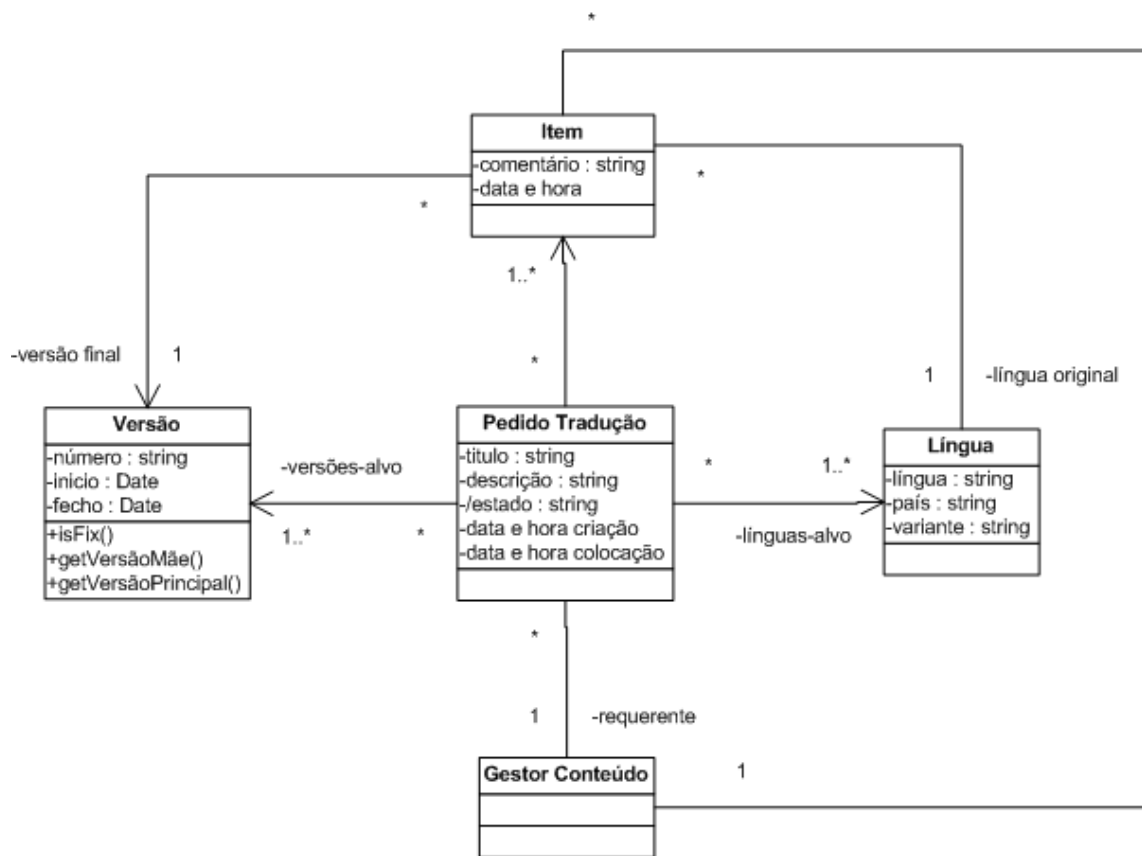 *
Item
-comentário : string
-data e hora
*
*
1..*
-versão final
1
*
1
-língua original
Versão
-número : string
-inicio : Date
-fecho : Date
+isFix()
+getVersãoMãe()
+getVersãoPrincipal()
-versões-alvo
1..*
*
Pedido Tradução
-titulo : string
-descrição : string
-/estado : string
-data e hora criação
-data e hora colocação
*
1..*
-línguas-alvo
Língua
-língua : string
-país : string
-variante : string
*
1
-requerente
Gestor Conteúdo
1